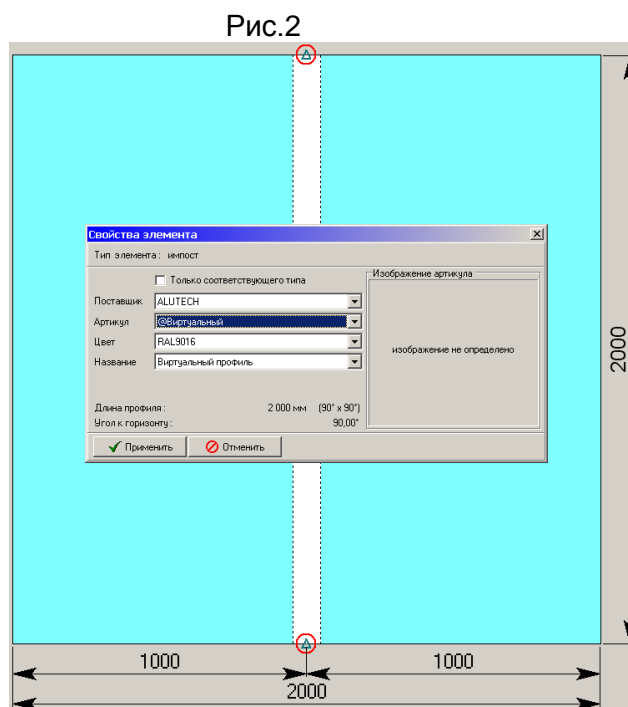 Рис.2
Свойства элемента
Тип элемента: импост
Только соответствующего типа
Изображение артикула
Поставщик ALUTECH
Артикул @Виртуальный
изображение не определено
Цвет RAL9016
Название Виртуальный профиль
Длина профиля: 2 000 мм (90° x 90°)
Угол к горизонту: 90,00°
Применить Отменить
2000
1000 1000
2000